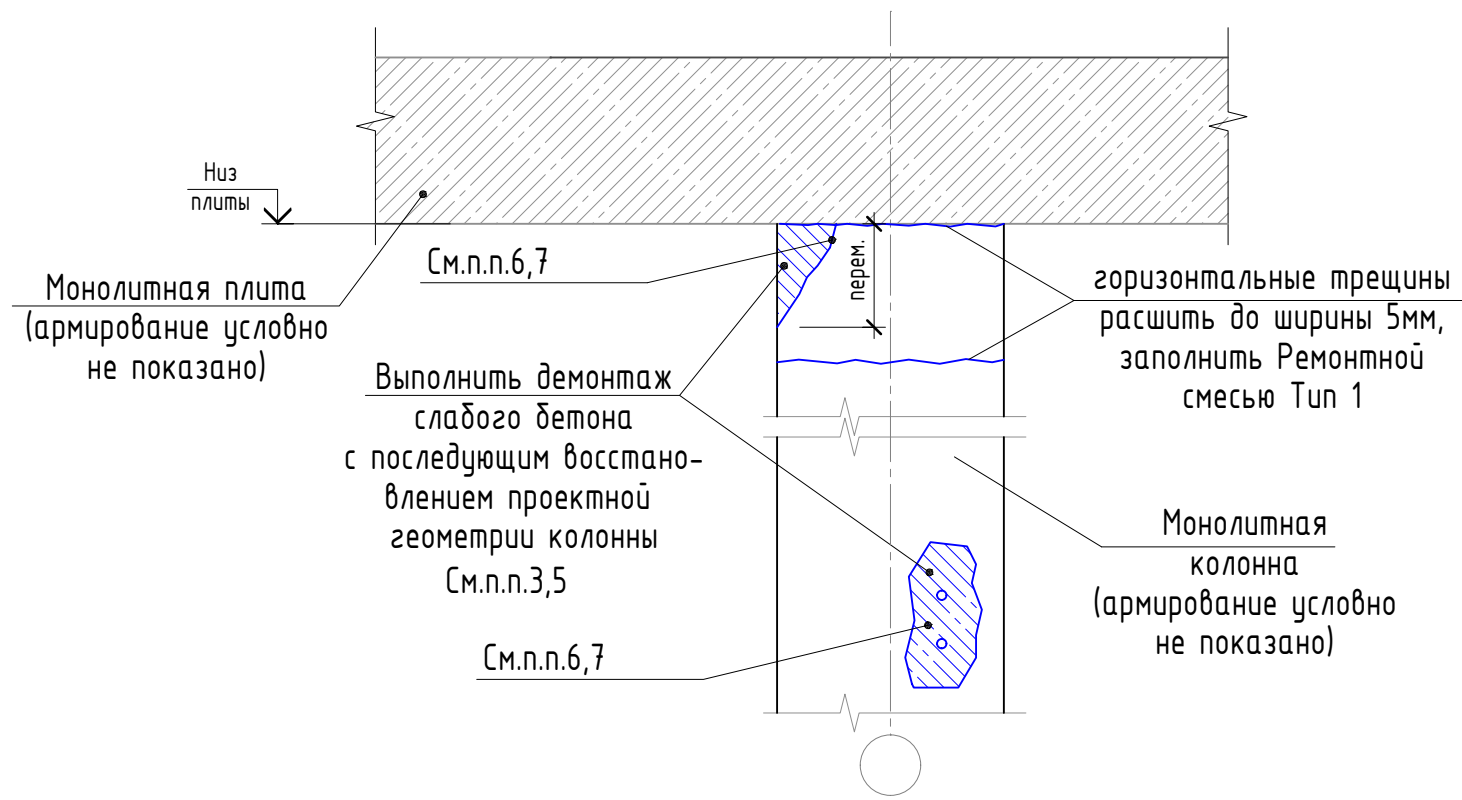 Низ
плиты
Монолитная плита
(армирование условно
не показано)
См.п.п.6,7
перем.
горизонтальные трещины
расшить до ширины 5мм,
заполнить Ремонтной
смесью Тип 1
Выполнить демонтаж
слабого бетона
с последующим восстано-
влением проектной
геометрии колонны
См.п.п.3,5
Монолитная
колонна
(армирование условно
не показано)
См.п.п.6,7